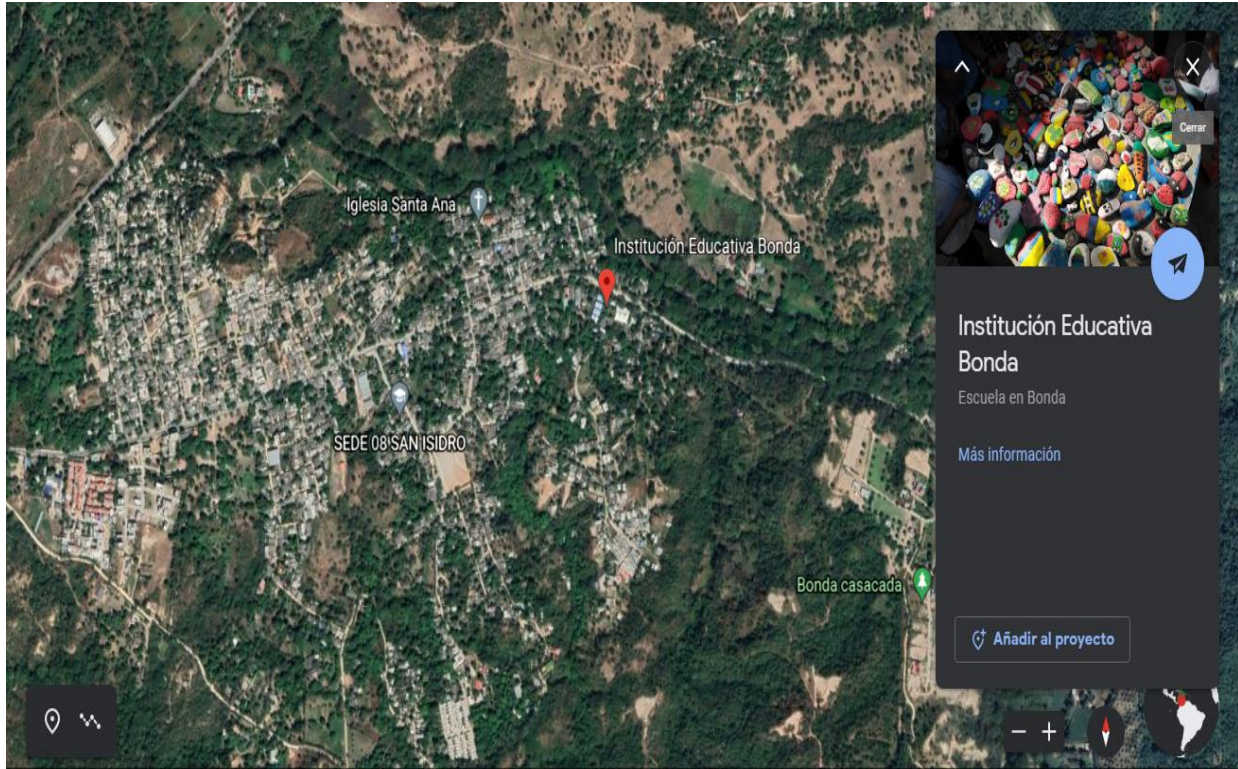 Cerrar
Iglesia Santa Ana
Institución Educativa Bonda
Institución Educativa
Bonda
Escuela en Bonda
SEDE 08 SAN ISIDRO
Más información
Bonda casacada
Añadir al proyecto